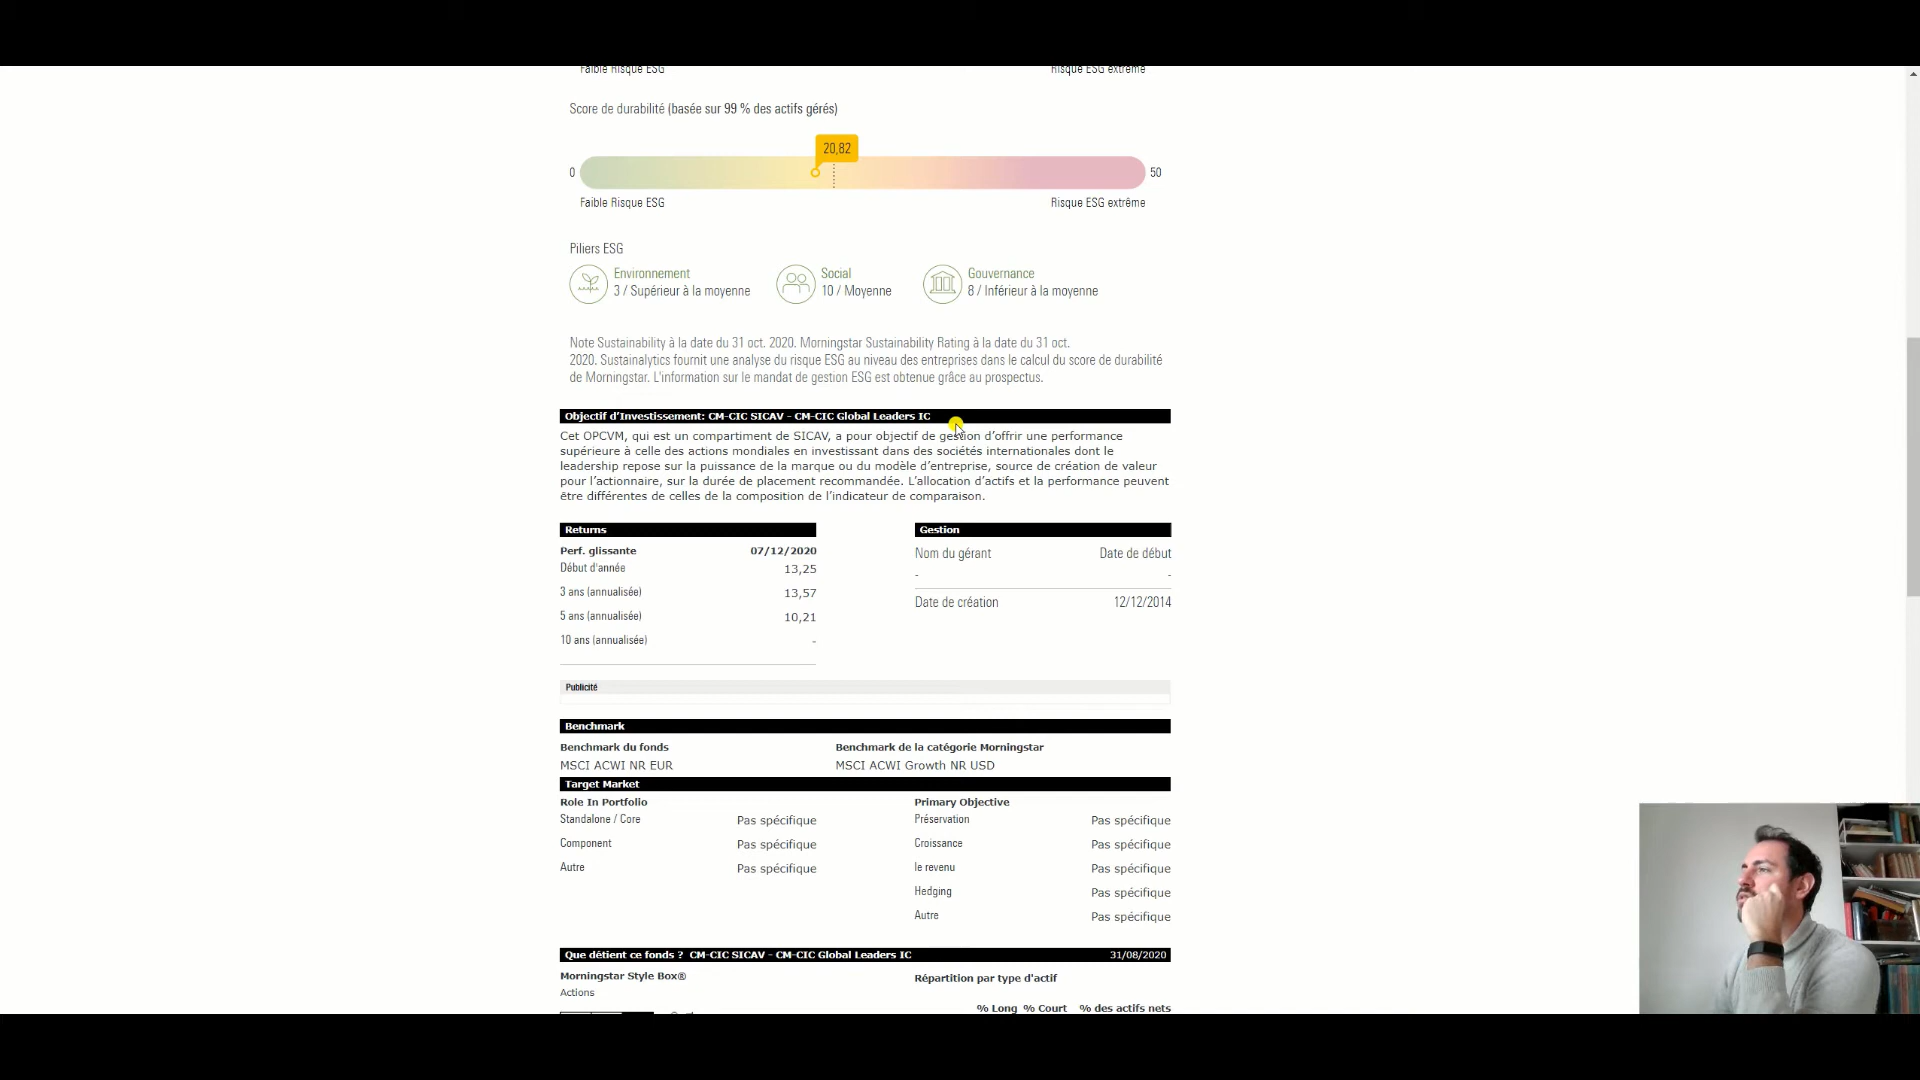 Faible Risque ESG
Risque ESG extrême
Score de durabilité (basée sur 99 % des actifs gérés)
20,82
0
50
Faible Risque ESG
Risque ESG extrême
Piliers ESG
Environnement
3 / Supérieur à la moyenne
Social
10 / Moyenne
Gouvernance
8 / Inférieur à la moyenne
Note Sustainability à la date du 31 oct. 2020. Morningstar Sustainability Rating à la date du 31 oct.
2020. Sustainalytics fournit une analyse du risque ESG au niveau des entreprises dans le calcul du score de durabilité
de Morningstar. L'information sur le mandat de gestion ESG est obtenue grâce au prospectus.
Objectif d’Investissement: CM-CIC SICAV - CM-CIC Global Leaders IC
Cet OPCVM, qui est un compartiment de SICAV, a pour objectif de gestion d’offrir une performance
supérieure à celle des actions mondiales en investissant dans des sociétés internationales dont le
leadership repose sur la puissance de la marque ou du modèle d’entreprise, source de création de valeur
pour l’actionnaire, sur la durée de placement recommandée. L’allocation d’actifs et la performance peuvent
être différentes de celles de la composition de l’indicateur de comparaison.
Returns
Perf. glissante 07/12/2020
Début d'année 13,25
3 ans (annualisée) 13,57
5 ans (annualisée) 10,21
10 ans (annualisée) -
Gestion
Nom du gérant Date de début
- -
Date de création 12/12/2014
Publicité
Benchmark
Benchmark du fonds Benchmark de la catégorie Morningstar
MSCI ACWI NR EUR MSCI ACWI Growth NR USD
Target Market
Role In Portfolio
Standalone / Core Pas spécifique
Component Pas spécifique
Autre Pas spécifique
Primary Objective
Préservation Pas spécifique
Croissance Pas spécifique
le revenu Pas spécifique
Hedging Pas spécifique
Autre Pas spécifique
Que détient ce fonds ? CM-CIC SICAV - CM-CIC Global Leaders IC 31/08/2020
Morningstar Style Box®
Actions
Répartition par type d'actif
% Long % Court % des actifs nets